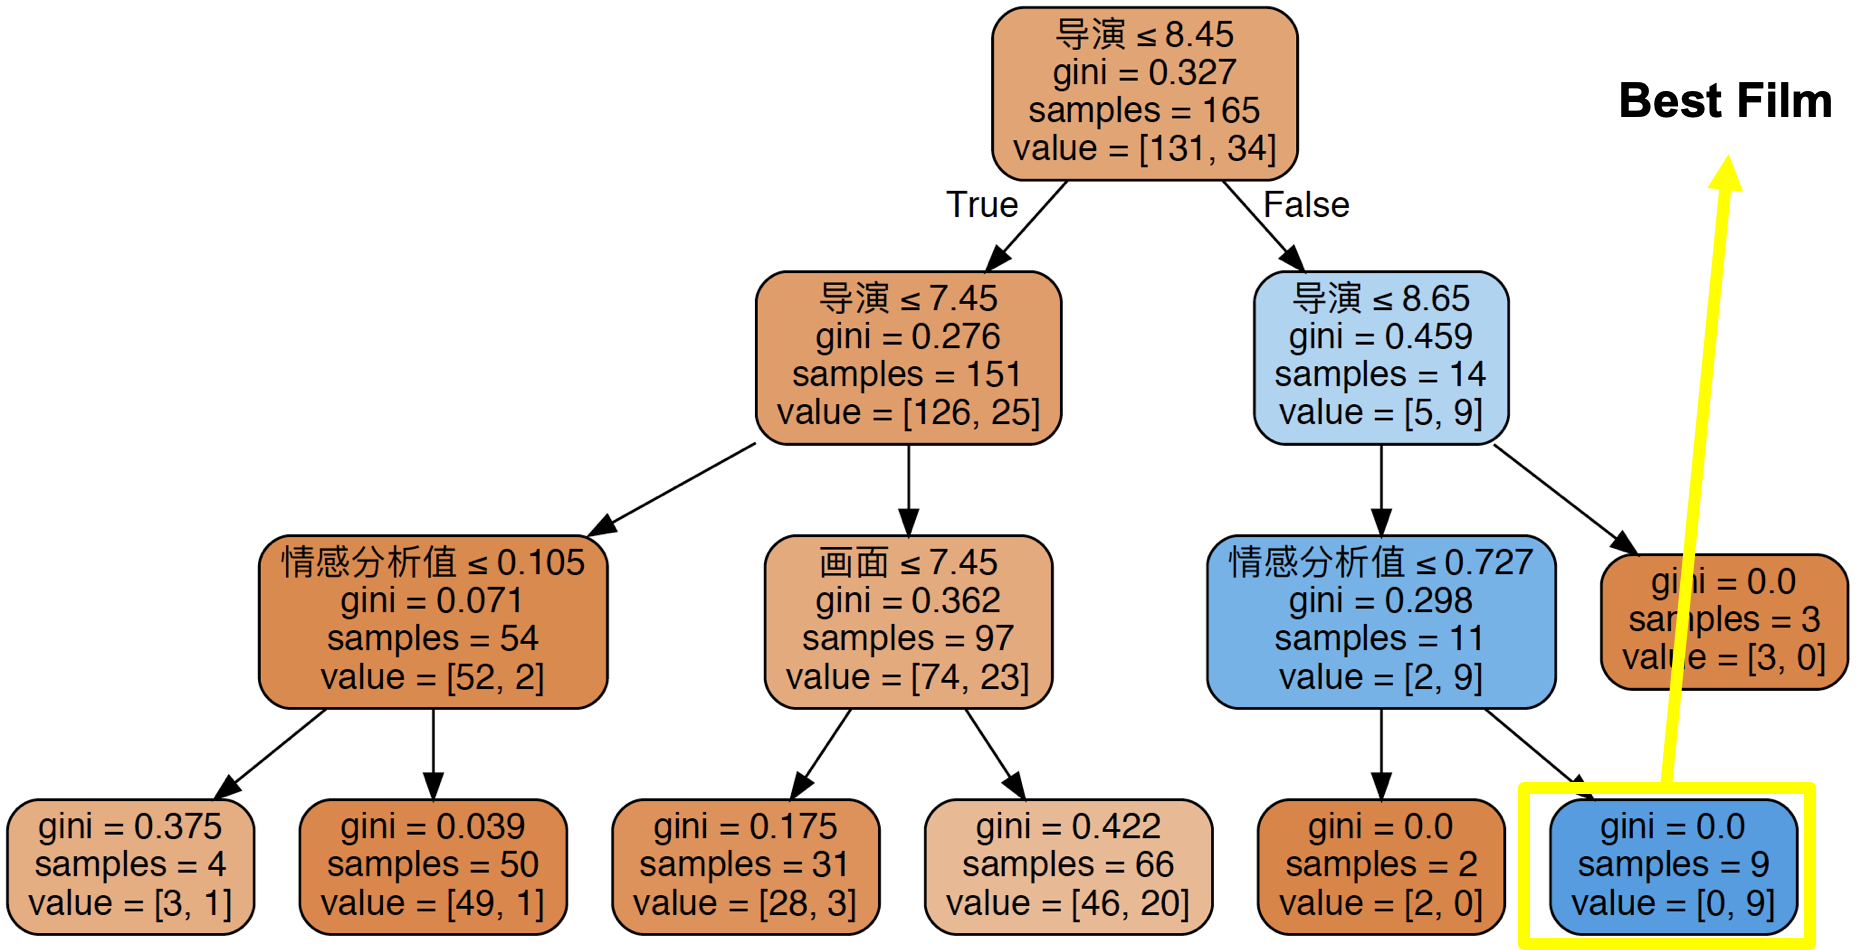 导演 ≤ 8.45
gini = 0.327
samples = 165
value = [131, 34]
Best Film
True
False
导演 ≤ 7.45
gini = 0.276
samples = 151
value = [126, 25]
导演 ≤ 8.65
gini = 0.459
samples = 14
value = [5, 9]
情感分析值 ≤ 0.105
gini = 0.071
samples = 54
value = [52, 2]
画面 ≤ 7.45
gini = 0.362
samples = 97
value = [74, 23]
情感分析值 ≤ 0.727
gini = 0.298
samples = 11
value = [2, 9]
gini = 0.0
samples = 3
value = [3, 0]
gini = 0.375
samples = 4
value = [3, 1]
gini = 0.039
samples = 50
value = [49, 1]
gini = 0.175
samples = 31
value = [28, 3]
gini = 0.422
samples = 66
value = [46, 20]
gini = 0.0
samples = 2
value = [2, 0]
gini = 0.0
samples = 9
value = [0, 9]